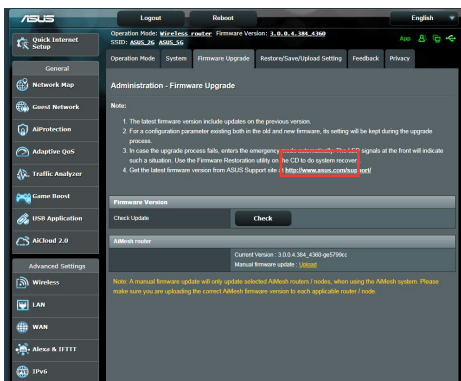 ASUS
Logout
Reboot
English
Quick Internet Setup
Operation Mode: Wireless router Firmware Version: 3.0.0.4.384_4360
SSID: ASUS_26 ASUS_5G
App
Operation Mode
System
Firmware Upgrade
Restore/Save/Upload Setting
Feedback
Privacy
General
Network Map
Guest Network
AiProtection
Adaptive QoS
Traffic Analyzer
Game Boost
USB Application
AiCloud 2.0
Advanced Settings
Wireless
LAN
WAN
Alexa & IFTTT
IPv6
Administration - Firmware Upgrade
Note:
1. The latest firmware version include updates on the previous version.
2. For a configuration parameter existing both in the old and new firmware, its setting will be kept during the upgrade
process.
3. In case the upgrade process fails, enters the emergency mode automatically. The LED signals at the front will indicate
such a situation. Use the Firmware Restoration utility on the CD to do system recover
4. Get the latest firmware version from ASUS Support site at http://www.asus.com/support/
Firmware Version
Check Update
Check
AiMesh router
Current Version : 3.0.0.4.384_4360-ge5799cc
Manual firmware update : Upload
Note: A manual firmware update will only update selected AiMesh routers / nodes, when using the AiMesh system. Please
make sure you are uploading the correct AiMesh firmware version to each applicable router / node.